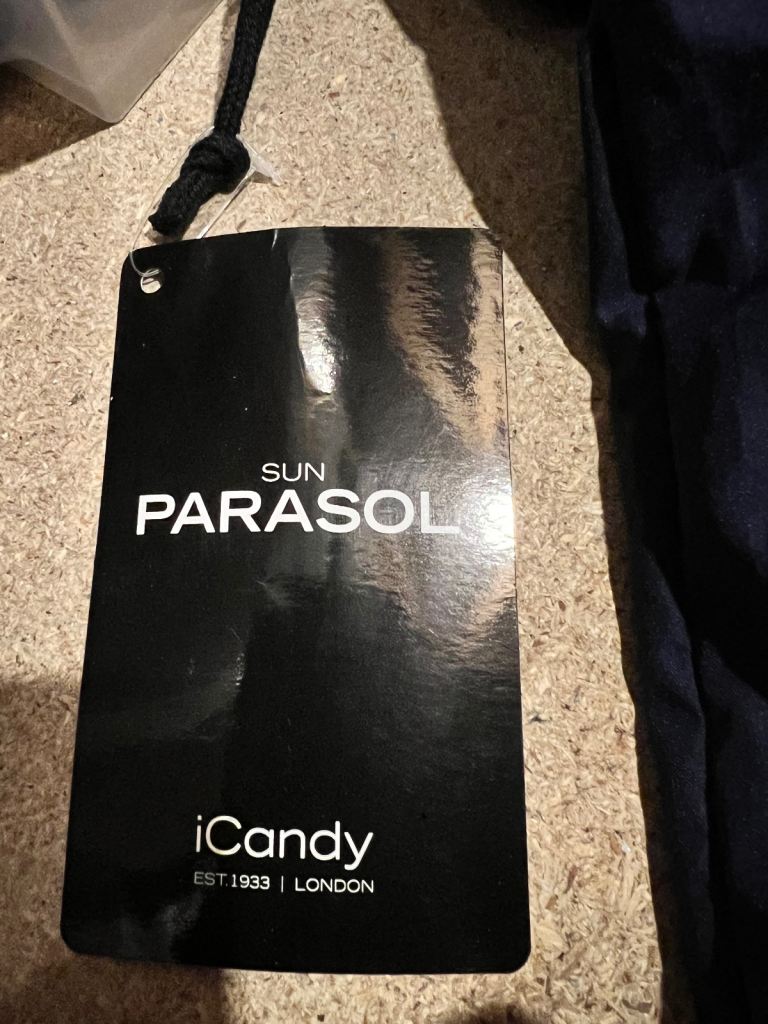 SUN
PARASOL
iCandy
EST.1933 | LONDON